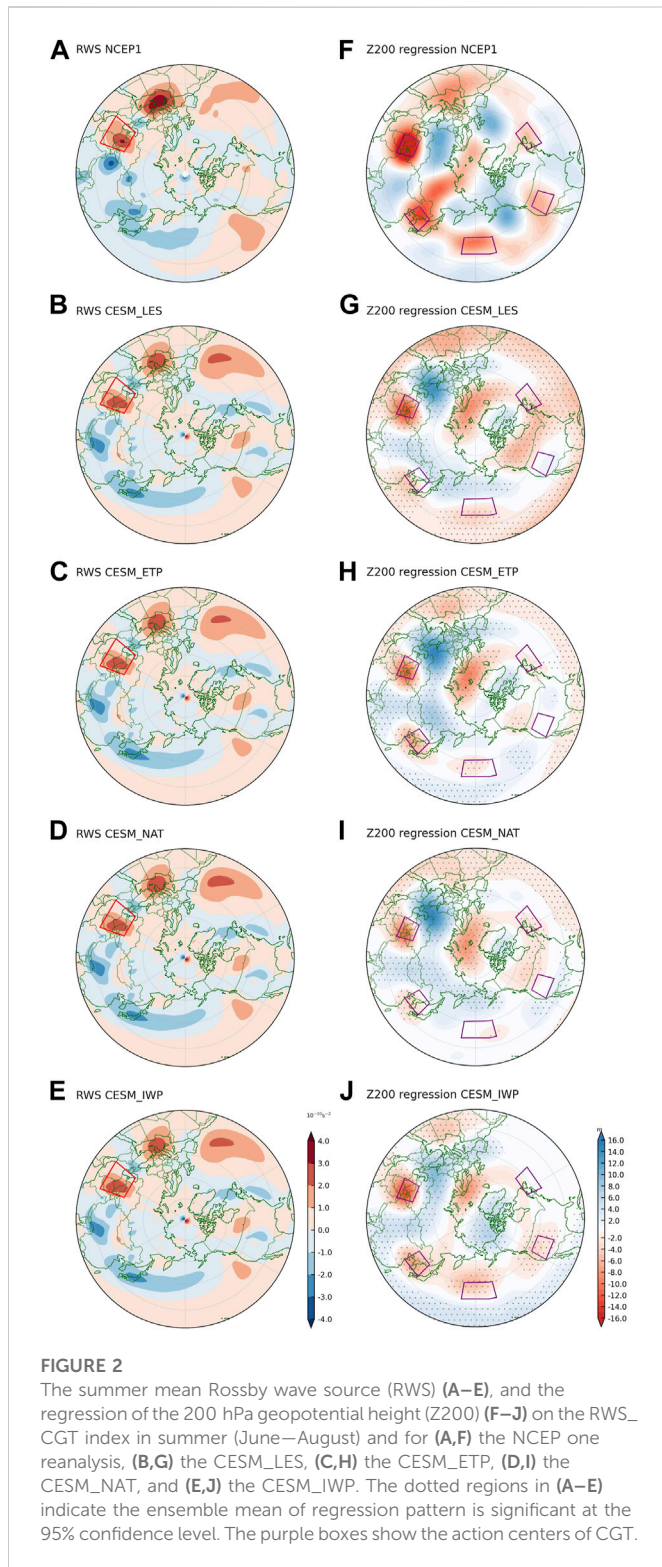 A RWS NCEP1
F Z200 regression NCEP1
B RWS CESM_LES
G Z200 regression CESM_LES
C RWS CESM_ETP
H Z200 regression CESM_ETP
D RWS CESM_NAT
I Z200 regression CESM_NAT
E RWS CESM_IWP
J Z200 regression CESM_IWP
10⁻¹⁰s⁻²
4.0
3.0
2.0
1.0
0.0
-1.0
-2.0
-3.0
-4.0
m
16.0
14.0
12.0
10.0
8.0
6.0
4.0
2.0
-2.0
-4.0
-6.0
-8.0
-10.0
-12.0
-14.0
-16.0
FIGURE 2
The summer mean Rossby wave source (RWS) (A–E), and the
regression of the 200 hPa geopotential height (Z200) (F–J) on the RWS_
CGT index in summer (June—August) and for (A,F) the NCEP one
reanalysis, (B,G) the CESM_LES, (C,H) the CESM_ETP, (D,I) the
CESM_NAT, and (E,J) the CESM_IWP. The dotted regions in (A–E)
indicate the ensemble mean of regression pattern is significant at the
95% confidence level. The purple boxes show the action centers of CGT.